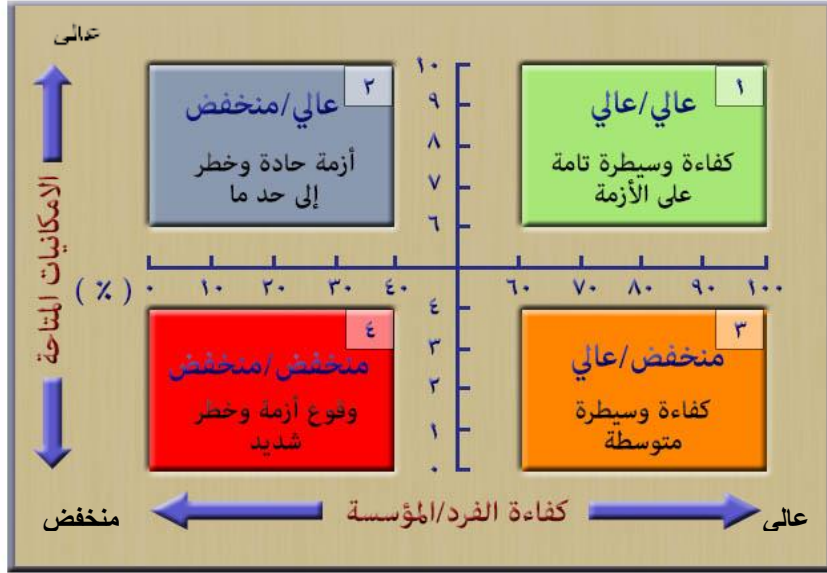 عالى
١
عالي/عالي
كفاءة وسيطرة تامة
على الأزمة
٢
عالي/منخفض
أزمة حادة وخطر
إلى حد ما
١٠
٩
٨
٧
٦
الامكانيات المتاحة
( ٪ ) ٠ ١٠ ٢٠ ٣٠ ٤٠ ٦٠ ٧٠ ٨٠ ٩٠ ١٠٠
٤
٣
٢
١
٠
٣
منخفض/عالي
كفاءة وسيطرة
متوسطة
٤
منخفض/منخفض
وقوع أزمة وخطر
شديد
عالى
كفاءة الفرد/المؤسسة
منخفض